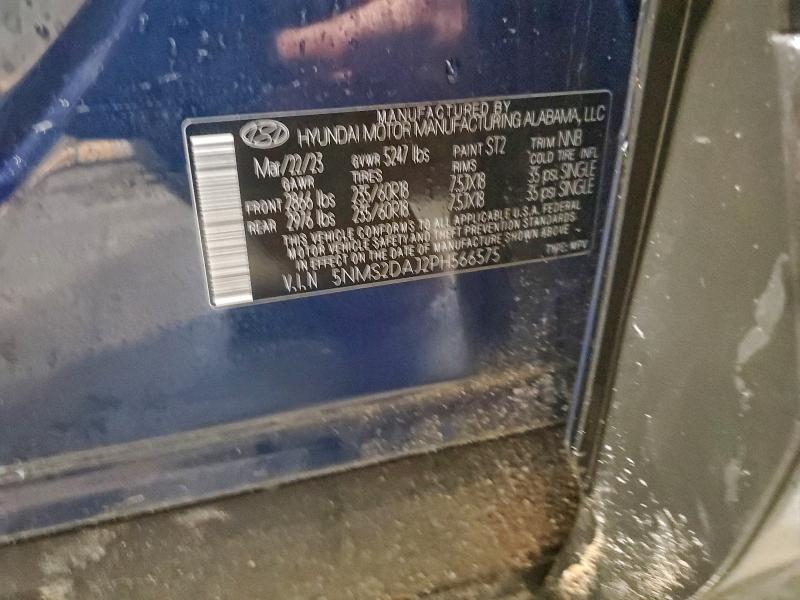 MANUFACTURED BY
HYUNDAI MOTOR MANUFACTURING ALABAMA, LLC
Mar/22/23 GVWR 5247 lbs PAINT ST2 TRIM NNB
GAWR TIRES RIMS COLD TIRE INFL
FRONT 2866 lbs 235/60R18 7.5JX18 35 psi SINGLE
REAR 2976 lbs 235/60R18 7.5JX18 35 psi SINGLE
THIS VEHICLE CONFORMS TO ALL APPLICABLE U.S.A. FEDERAL
MOTOR VEHICLE SAFETY AND THEFT PREVENTION STANDARDS
IN EFFECT ON THE DATE OF MANUFACTURE SHOWN ABOVE
V.I.N 5NMS2DAJ2PH566575 TYPE: MPV